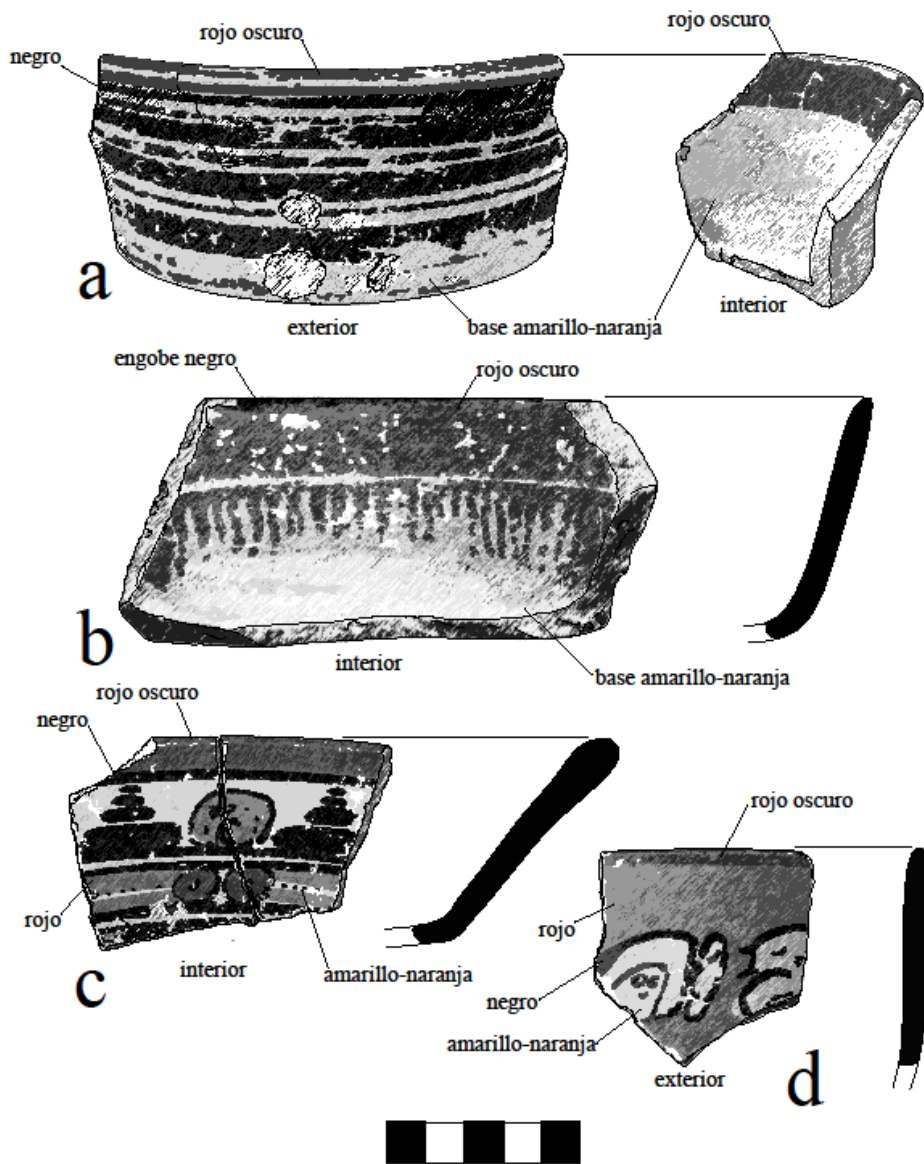 rojo oscuro
rojo oscuro
negro
a
exterior
base amarillo-naranja
interior
engobe negro
rojo oscuro
b
interior
base amarillo-naranja
rojo oscuro
negro
rojo
c
interior
amarillo-naranja
rojo oscuro
rojo
negro
amarillo-naranja
exterior
d